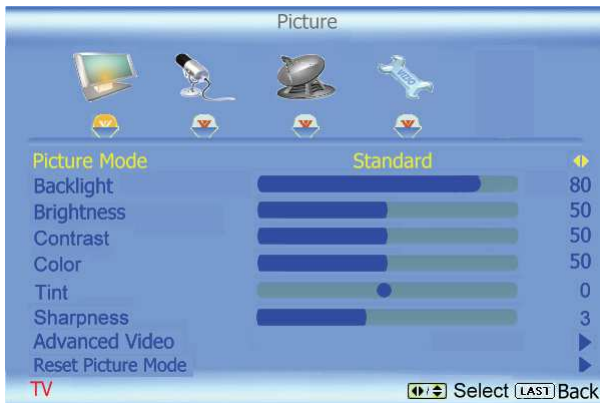 Picture
VIZIO
Picture Mode Standard
Backlight 80
Brightness 50
Contrast 50
Color 50
Tint 0
Sharpness 3
Advanced Video
Reset Picture Mode
TV Select LAST Back